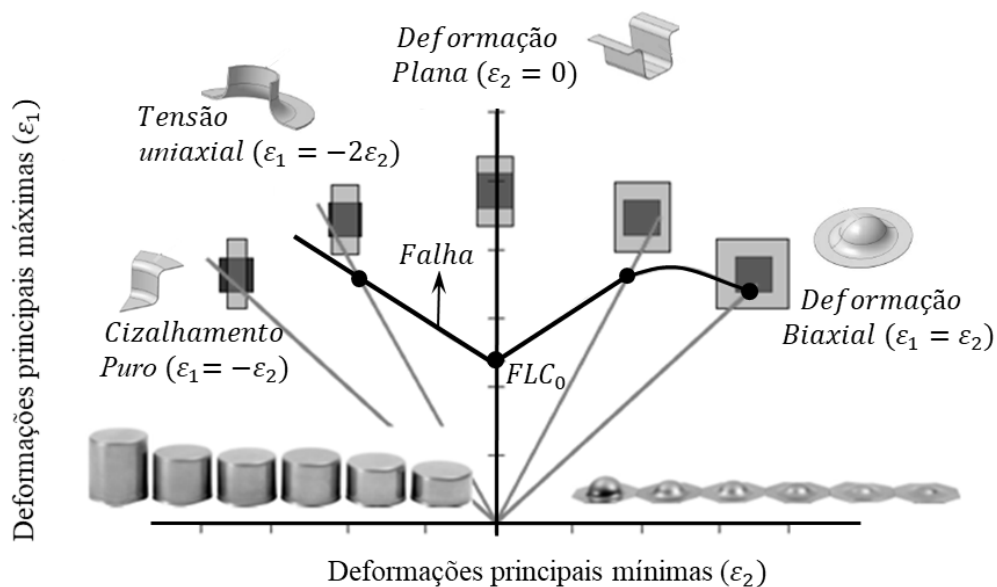 Deformação
Plana (ε₂ = 0)
Tensão
uniaxial (ε₁ = −2ε₂)
Falha
Cizalhamento
Puro (ε₁= −ε₂)
Deformação
Biaxial (ε₁ = ε₂)
FLC₀
Deformações principais máximas (ε₁)
Deformações principais mínimas (ε₂)